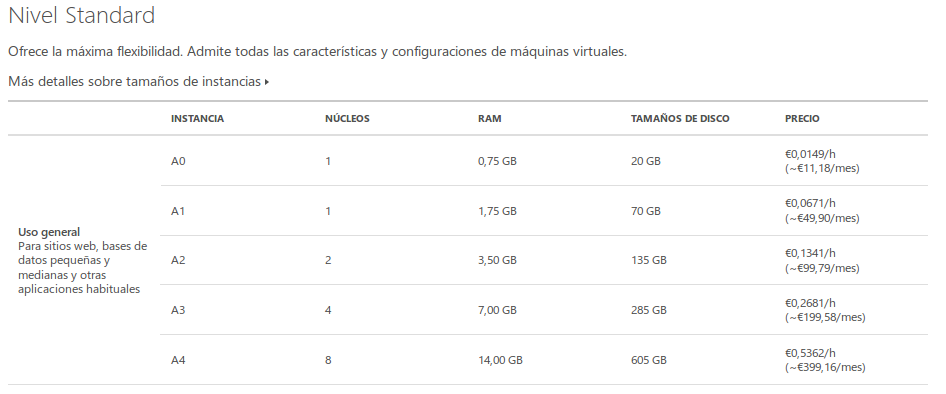 Nivel Standard
Ofrece la máxima flexibilidad. Admite todas las características y configuraciones de máquinas virtuales.
Más detalles sobre tamaños de instancias
INSTANCIA NÚCLEOS RAM TAMAÑOS DE DISCO PRECIO
Uso general
Para sitios web, bases de
datos pequeñas y
medianas y otras
aplicaciones habituales
A0 1 0,75 GB 20 GB €0,0149/h
(~€11,18/mes)
A1 1 1,75 GB 70 GB €0,0671/h
(~€49,90/mes)
A2 2 3,50 GB 135 GB €0,1341/h
(~€99,79/mes)
A3 4 7,00 GB 285 GB €0,2681/h
(~€199,58/mes)
A4 8 14,00 GB 605 GB €0,5362/h
(~€399,16/mes)